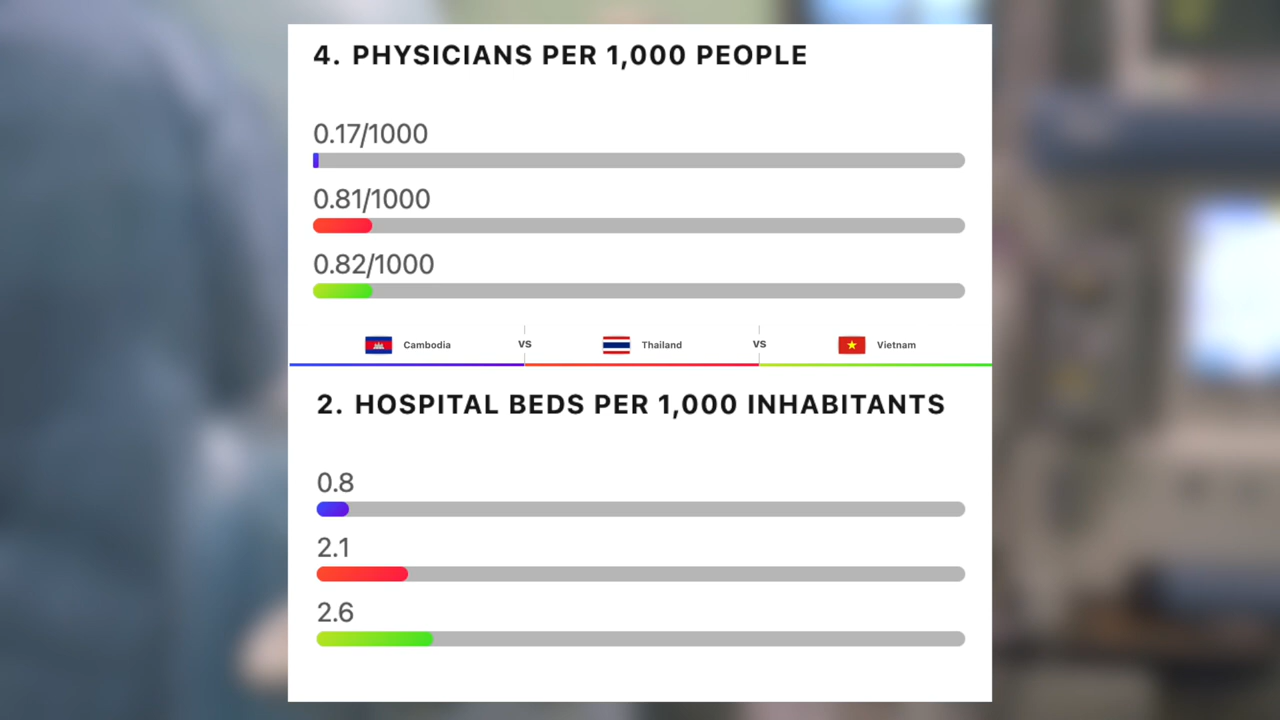 4. PHYSICIANS PER 1,000 PEOPLE
0.17/1000
0.81/1000
0.82/1000
Cambodia VS Thailand VS Vietnam
2. HOSPITAL BEDS PER 1,000 INHABITANTS
0.8
2.1
2.6